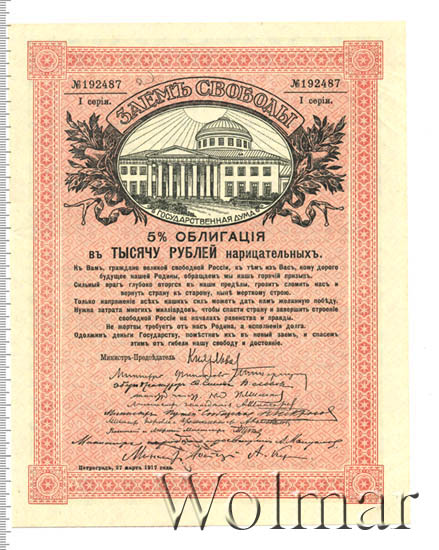 №192487 №192487
I серія. I серія.
ЗАЕМЪ СВОБОДЫ
ГОСУДАРСТВЕННАЯ ДУМА
5% ОБЛИГАЦІЯ
въ ТЫСЯЧУ РУБЛЕЙ нарицательныхъ.
Къ Вамъ, граждане великой свободной Россіи, къ тѣмъ изъ Васъ, кому дорого
будущее нашей Родины, обращаемъ мы нашъ горячій призывъ.
Сильный врагъ глубоко вторгся въ наши предѣлы, грозитъ сломить насъ и
вернуть страну къ старому, нынѣ мертвому строю.
Только напряженіе всѣхъ нашихъ силъ можетъ дать намъ желанную побѣду.
Нужна затрата многихъ милліардовъ, чтобы спасти страну и завершить строеніе
свободной Россіи на началахъ равенства и правды.
Не жертвы требуетъ отъ насъ Родина, а исполненія долга.
Одолжимъ деньги Государству, помѣстивъ ихъ въ новый заемъ, и спасемъ
этимъ отъ гибели нашу свободу и достояніе.
Министръ-Предсѣдатель
Петроградъ, 27 марта 1917 года.
Wolmar